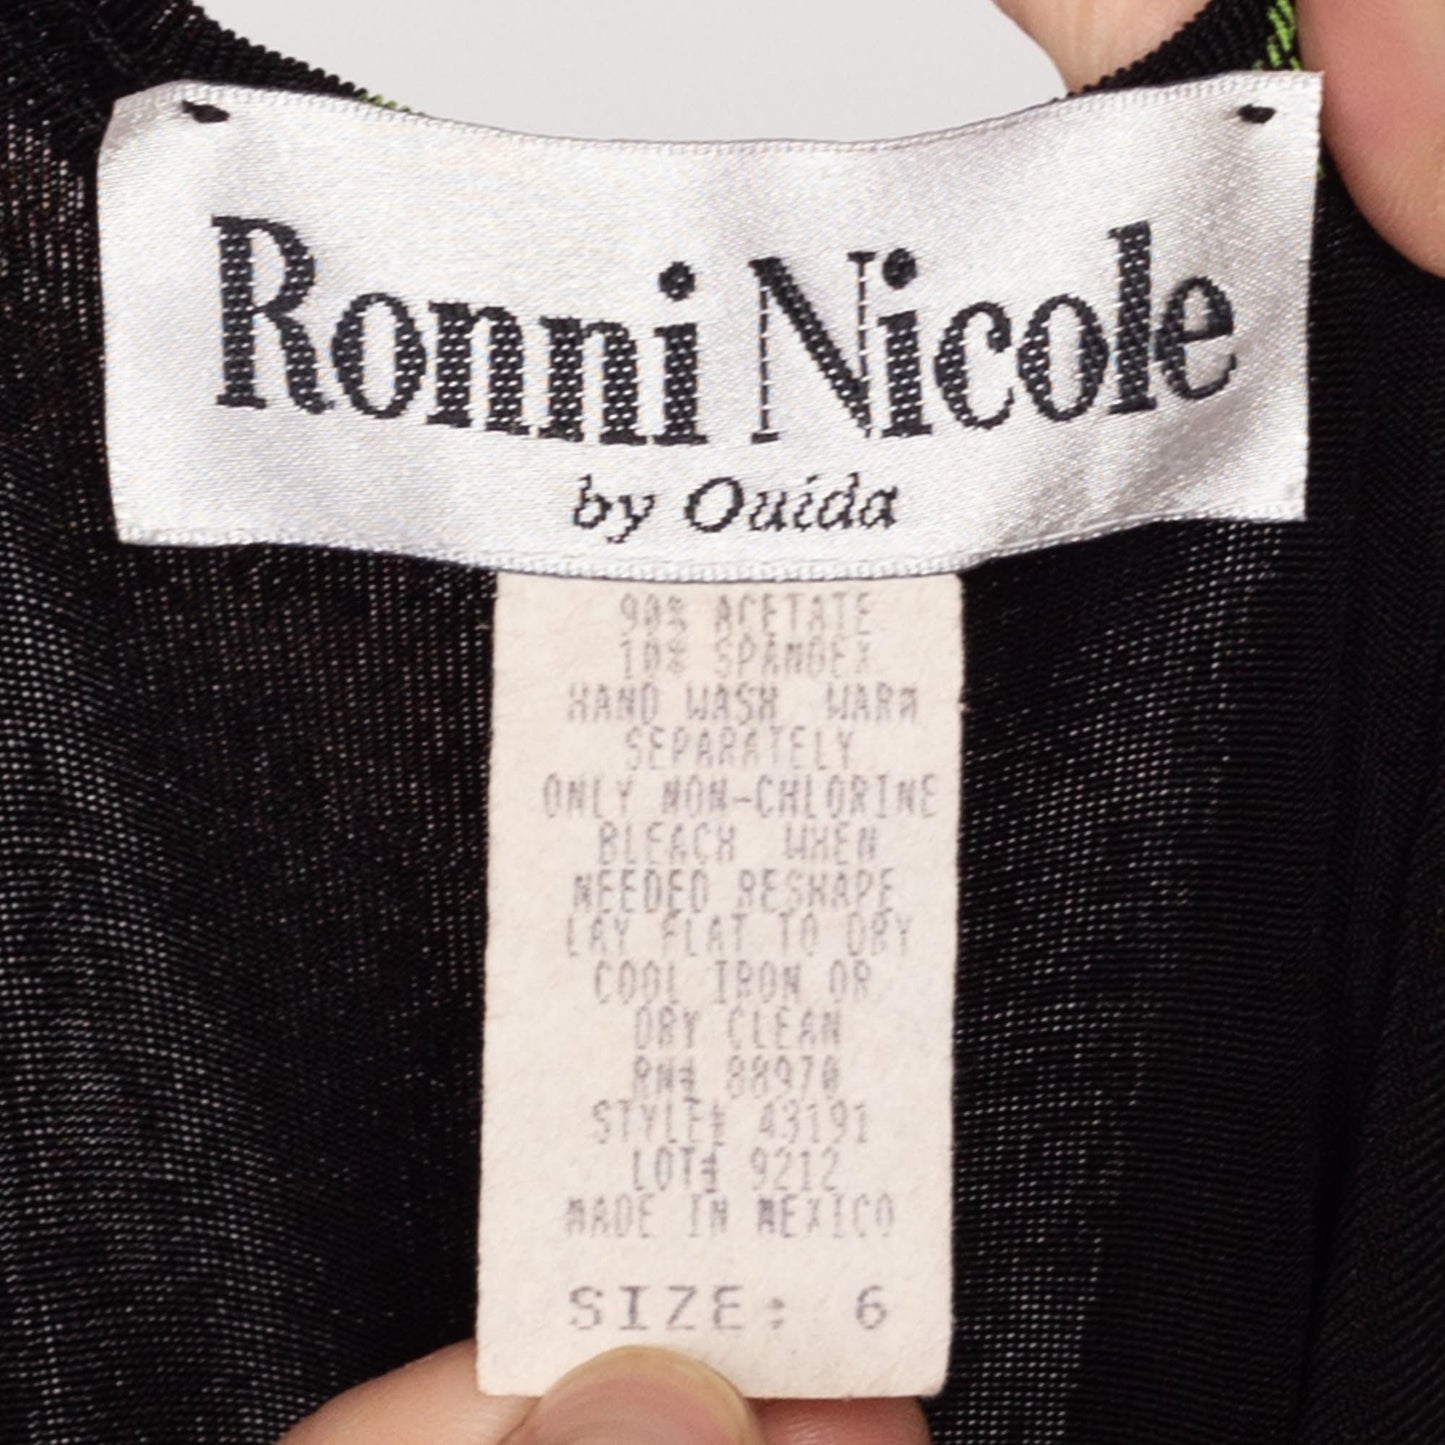 Ronni Nicole
by Ouida
90% ACETATE
10% SPANDEX
HAND WASH WARM
SEPARATELY
ONLY NON-CHLORINE
BLEACH WHEN
NEEDED RESHAPE
LAY FLAT TO DRY
COOL IRON OR
DRY CLEAN
RN# 88970
STYLE# 43191
LOT# 9212
MADE IN MEXICO
SIZE: 6